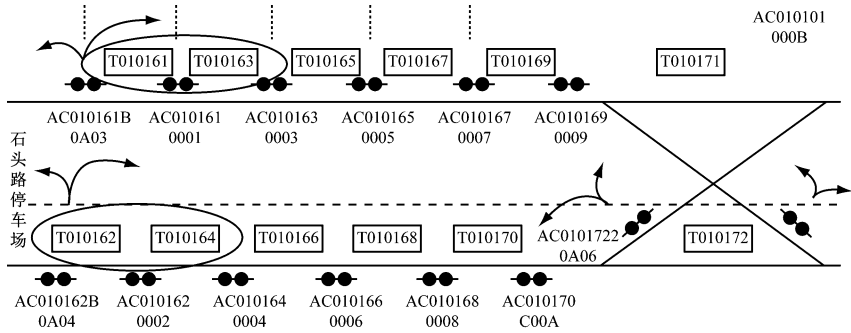 AC010101
000B
T010161
T010163
T010165
T010167
T010169
T010171
AC010161B
0A03
AC010161
0001
AC010163
0003
AC010165
0005
AC010167
0007
AC010169
0009
石头路停车场
T010162
T010164
T010166
T010168
T010170
AC0101722
0A06
T010172
AC010162B
0A04
AC010162
0002
AC010164
0004
AC010166
0006
AC010168
0008
AC010170
C00A